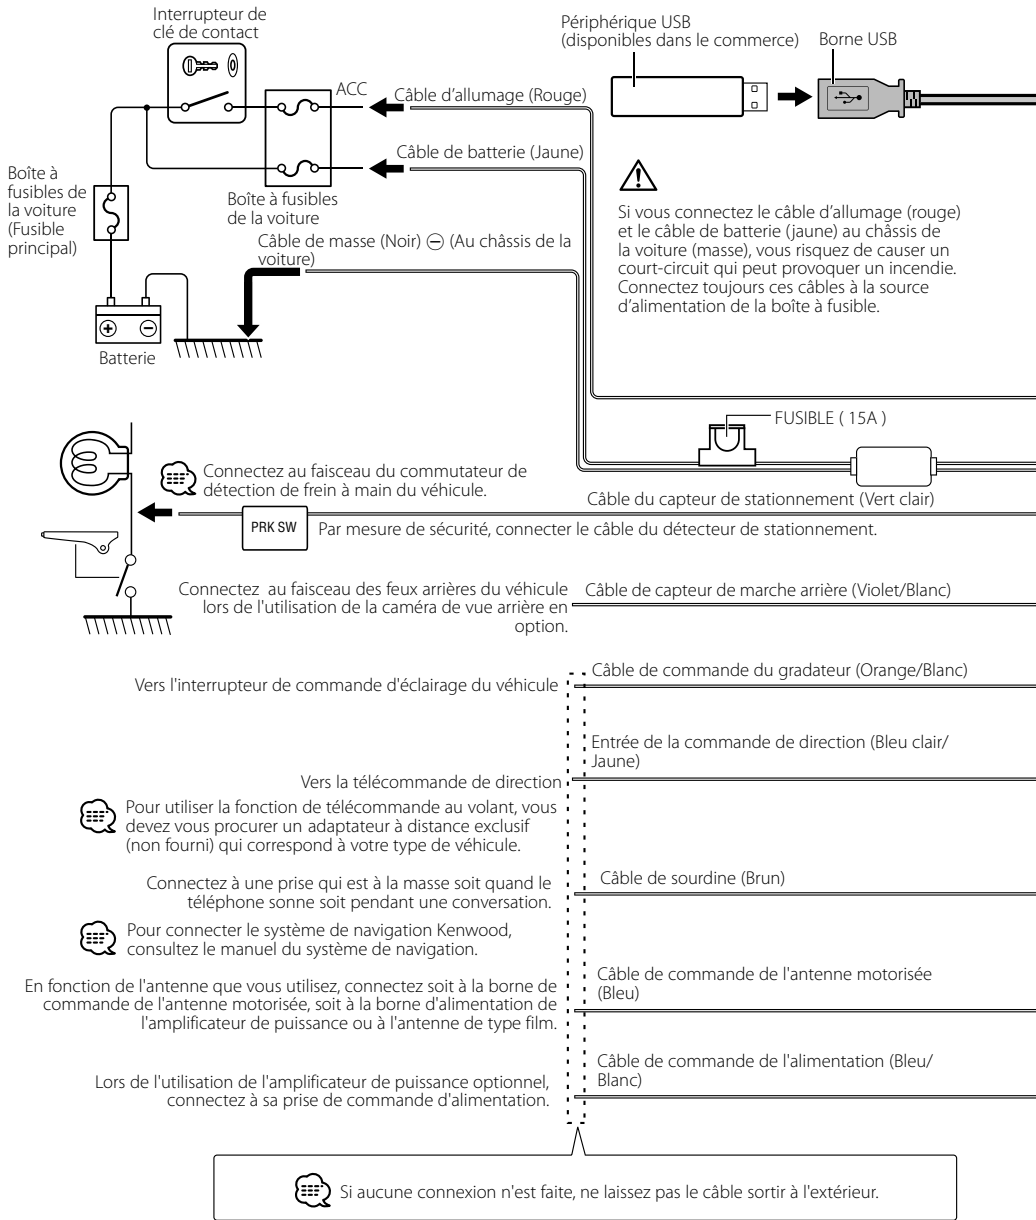 Interrupteur de
clé de contact
Périphérique USB
(disponibles dans le commerce)
Borne USB
ACC
Câble d'allumage (Rouge)
Câble de batterie (Jaune)
Boîte à
fusibles de
la voiture
(Fusible
principal)
Boîte à fusibles
de la voiture
Câble de masse (Noir) ⊖ (Au châssis de la
voiture)
Si vous connectez le câble d'allumage (rouge)
et le câble de batterie (jaune) au châssis de
la voiture (masse), vous risquez de causer un
court-circuit qui peut provoquer un incendie.
Connectez toujours ces câbles à la source
d'alimentation de la boîte à fusible.
Batterie
FUSIBLE ( 15A )
Connectez au faisceau du commutateur de
détection de frein à main du véhicule.
Câble du capteur de stationnement (Vert clair)
PRK SW
Par mesure de sécurité, connecter le câble du détecteur de stationnement.
Connectez au faisceau des feux arrières du véhicule
lors de l'utilisation de la caméra de vue arrière en
option.
Câble de capteur de marche arrière (Violet/Blanc)
Câble de commande du gradateur (Orange/Blanc)
Vers l'interrupteur de commande d'éclairage du véhicule
Entrée de la commande de direction (Bleu clair/
Jaune)
Vers la télécommande de direction
Pour utiliser la fonction de télécommande au volant, vous
devez vous procurer un adaptateur à distance exclusif
(non fourni) qui correspond à votre type de véhicule.
Connectez à une prise qui est à la masse soit quand le
téléphone sonne soit pendant une conversation.
Câble de sourdine (Brun)
Pour connecter le système de navigation Kenwood,
consultez le manuel du système de navigation.
En fonction de l'antenne que vous utilisez, connectez soit à la borne de
commande de l'antenne motorisée, soit à la borne d'alimentation de
l'amplificateur de puissance ou à l'antenne de type film.
Câble de commande de l'antenne motorisée
(Bleu)
Câble de commande de l'alimentation (Bleu/
Blanc)
Lors de l'utilisation de l'amplificateur de puissance optionnel,
connectez à sa prise de commande d'alimentation.
Si aucune connexion n'est faite, ne laissez pas le câble sortir à l'extérieur.